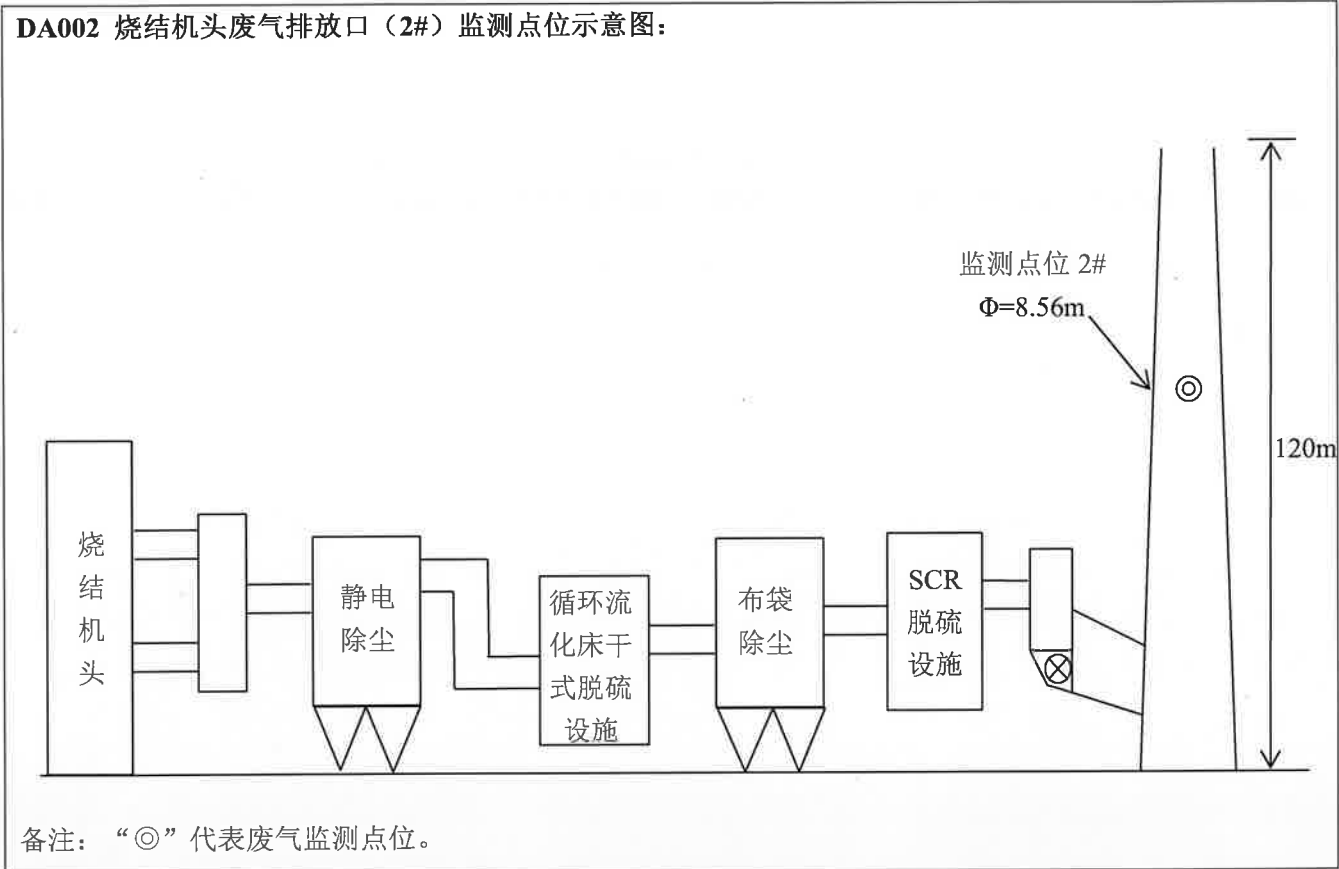 DA002 烧结机头废气排放口（2#）监测点位示意图：
监测点位 2#
Φ=8.56m
120m
烧
结
机
头
静电
除尘
循环流
化床干
式脱硫
设施
布袋
除尘
SCR
脱硫
设施
备注：“◎”代表废气监测点位。